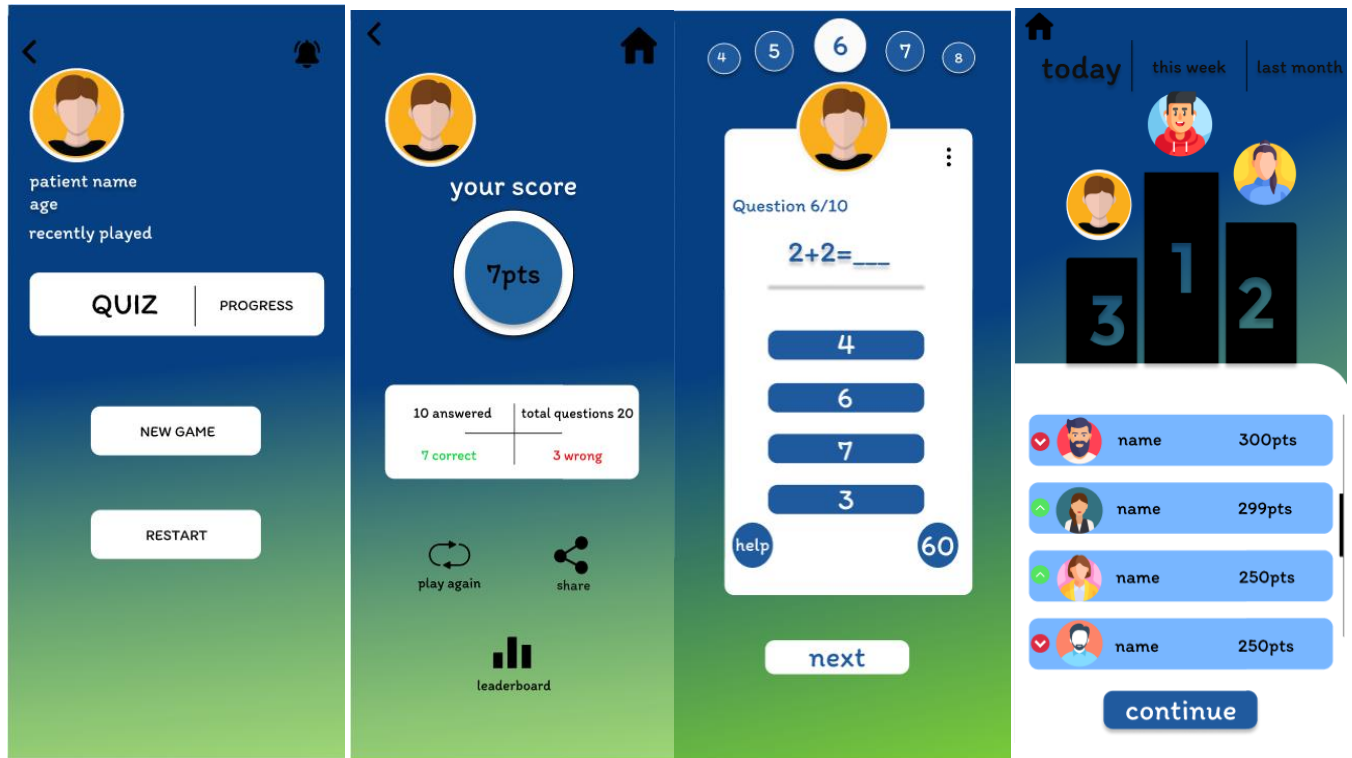 patient name
age
recently played
QUIZ PROGRESS
NEW GAME
RESTART
your score
7pts
10 answered total questions 20
7 correct 3 wrong
play again share
leaderboard
4 5 6 7 8
Question 6/10
2+2=___
4
6
7
3
help 60
next
today this week last month
1
2
3
name 300pts
name 299pts
name 250pts
name 250pts
continue